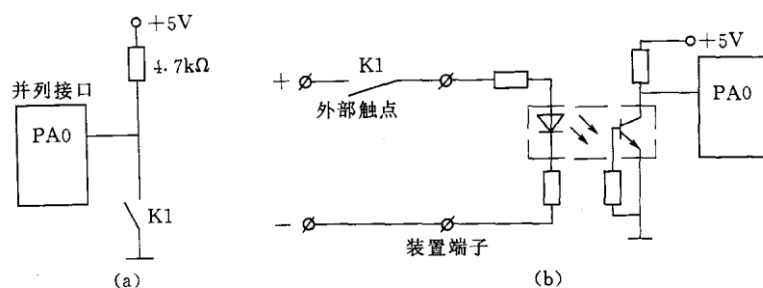 +5V
4.7kΩ
并列接口
PA0
K1
(a)
+
K1
外部触点
+5V
PA0
−
装置端子
(b)